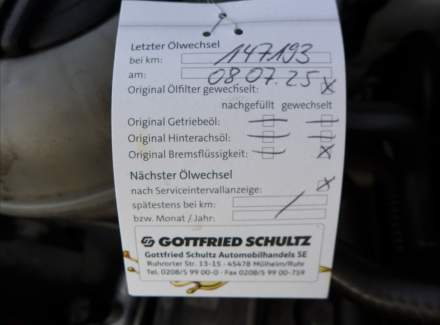 Letzter Ölwechsel
bei km: 147193
am: 08.07.25
Original Ölfilter gewechselt: x
nachgefüllt gewechselt
Original Getriebeöl: — —
Original Hinterachsöl: — —
Original Bremsflüssigkeit: — x
Nächster Ölwechsel
nach Serviceintervallanzeige: x
spätestens bei km: /
bzw. Monat / Jahr:
GOTTFRIED SCHULTZ
Gottfried Schultz Automobilhandels SE
Ruhrorter Str. 13-15 · 45478 Mülheim/Ruhr
Tel. 0208/5 99 00-0 · Fax 0208/5 99 00-759